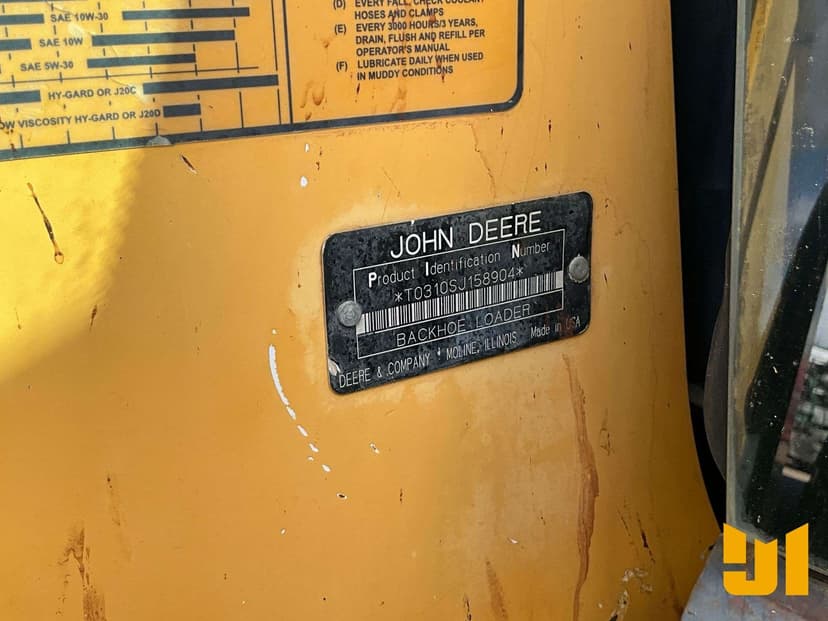 (D) EVERY FALL, CHECK COOLANT
HOSES AND CLAMPS
(E) EVERY 3000 HOURS/3 YEARS,
DRAIN, FLUSH AND REFILL PER
OPERATOR'S MANUAL
(F) LUBRICATE DAILY WHEN USED
IN MUDDY CONDITIONS
SAE 10W-30
SAE 10W
SAE 5W-30
HY-GARD OR J20C
VISCOSITY HY-GARD OR J20D
JOHN DEERE
Product Identification Number
*T0310SJ158904*
BACKHOE LOADER
DEERE & COMPANY MOLINE, ILLINOIS Made in USA